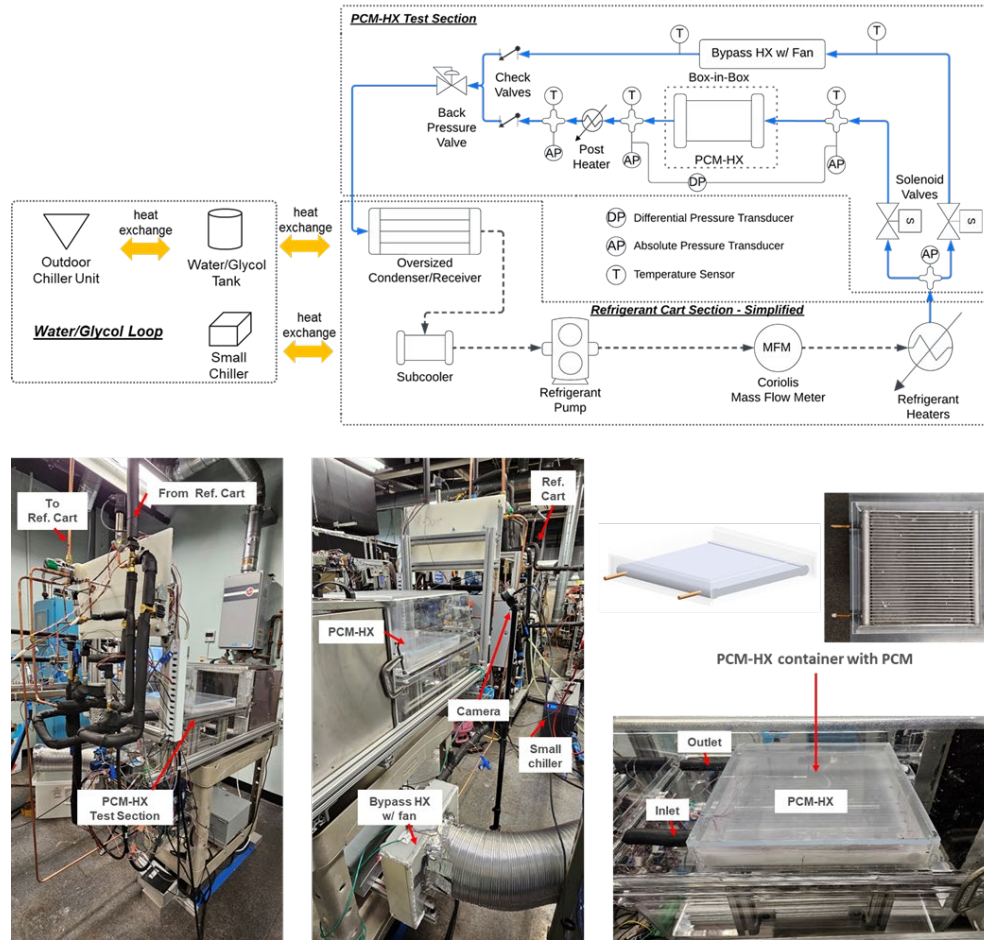 PCM-HX Test Section
T
T
Bypass HX w/ Fan
Check
Valves
Box-in-Box
T
T
T
Back
Pressure
Valve
Post
Heater
PCM-HX
AP
AP
AP
DP
Solenoid
Valves
S
S
AP
DP Differential Pressure Transducer
AP Absolute Pressure Transducer
T Temperature Sensor
Outdoor
Chiller Unit
heat
exchange
Water/Glycol
Tank
heat
exchange
Oversized
Condenser/Receiver
Water/Glycol Loop
Small
Chiller
heat
exchange
Refrigerant Cart Section - Simplified
Subcooler
Refrigerant
Pump
MFM
Coriolis
Mass Flow Meter
Refrigerant
Heaters
To
Ref. Cart
From Ref. Cart
PCM-HX
Test Section
Ref.
Cart
PCM-HX
Camera
Small
chiller
Bypass HX
w/ fan
PCM-HX container with PCM
Outlet
Inlet
PCM-HX